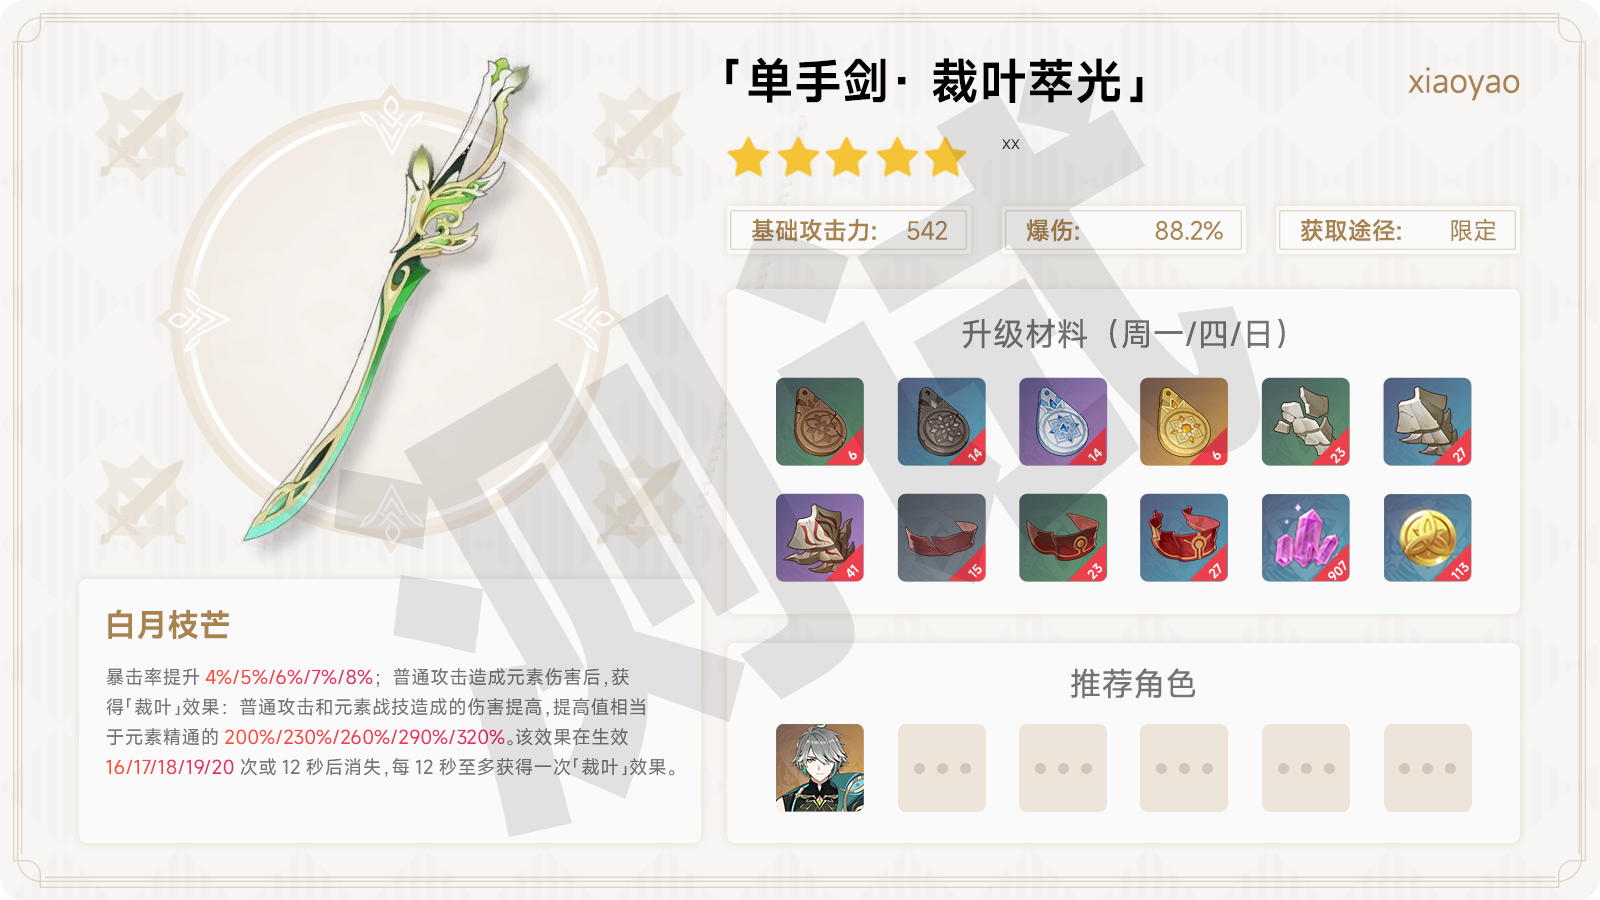 「单手剑· 裁叶萃光」
xiaoyao
xx
基础攻击力: 542
爆伤: 88.2%
获取途径: 限定
升级材料（周一/四/日）
6
14
14
6
23
27
41
15
23
27
907
113
白月枝芒
暴击率提升 4%/5%/6%/7%/8%；普通攻击造成元素伤害后,获
得「裁叶」效果：普通攻击和元素战技造成的伤害提高,提高值相当
于元素精通的 200%/230%/260%/290%/320%。该效果在生效
16/17/18/19/20 次或 12 秒后消失,每 12 秒至多获得一次「裁叶」效果。
推荐角色
测试